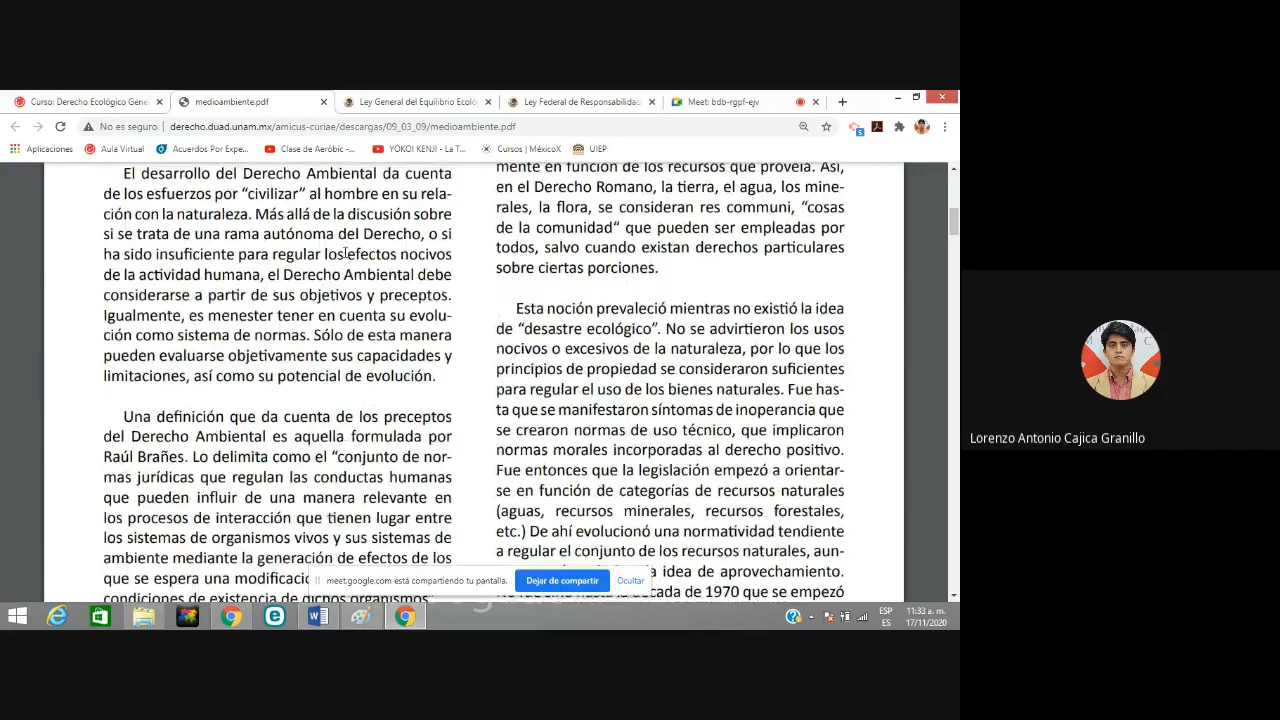 Curso: Derecho Ecológico Gene
medioambiente.pdf
Ley General del Equilibrio Ecoló
Ley Federal de Responsabilidad
Meet: bdb-rgpf-ejv
No es seguro
derecho.duad.unam.mx/amicus-curiae/descargas/09_03_09/medioambiente.pdf
5
Aplicaciones
Aula Virtual
Acuerdos Por Expe...
Clase de Aeróbic -...
YOKOI KENJI - La T...
Cursos | MéxicoX
UIEP
El desarrollo del Derecho Ambiental da cuenta
de los esfuerzos por “civilizar” al hombre en su rela-
ción con la naturaleza. Más allá de la discusión sobre
si se trata de una rama autónoma del Derecho, o si
ha sido insuficiente para regular los efectos nocivos
de la actividad humana, el Derecho Ambiental debe
considerarse a partir de sus objetivos y preceptos.
Igualmente, es menester tener en cuenta su evolu-
ción como sistema de normas. Sólo de esta manera
pueden evaluarse objetivamente sus capacidades y
limitaciones, así como su potencial de evolución.
Una definición que da cuenta de los preceptos
del Derecho Ambiental es aquella formulada por
Raúl Brañes. Lo delimita como el “conjunto de nor-
mas jurídicas que regulan las conductas humanas
que pueden influir de una manera relevante en
los procesos de interacción que tienen lugar entre
los sistemas de organismos vivos y sus sistemas de
ambiente mediante la generación de efectos de los
que se espera una modificaci
condiciones de existencia de dichos organismos”
mente en función de los recursos que proveía. Así,
en el Derecho Romano, la tierra, el agua, los mine-
rales, la flora, se consideran res communi, “cosas
de la comunidad“ que pueden ser empleadas por
todos, salvo cuando existan derechos particulares
sobre ciertas porciones.
Esta noción prevaleció mientras no existió la idea
de “desastre ecológico”. No se advirtieron los usos
nocivos o excesivos de la naturaleza, por lo que los
principios de propiedad se consideraron suficientes
para regular el uso de los bienes naturales. Fue has-
ta que se manifestaron síntomas de inoperancia que
se crearon normas de uso técnico, que implicaron
normas morales incorporadas al derecho positivo.
Fue entonces que la legislación empezó a orientar-
se en función de categorías de recursos naturales
(aguas, recursos minerales, recursos forestales,
etc.) De ahí evolucionó una normatividad tendiente
a regular el conjunto de los recursos naturales, aun-
a idea de aprovechamiento.
década de 1970 que se empezó
meet.google.com está compartiendo tu pantalla.
Dejar de compartir
Ocultar
ESP
ES
11:33 a. m.
17/11/2020
Lorenzo Antonio Cajica Granillo